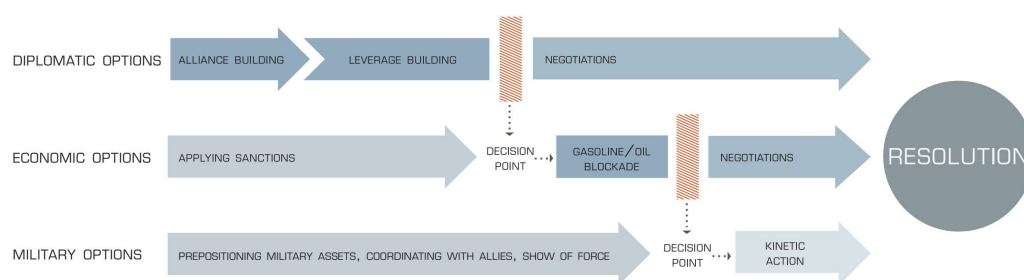 DIPLOMATIC OPTIONS
ALLIANCE BUILDING
LEVERAGE BUILDING
NEGOTIATIONS
ECONOMIC OPTIONS
APPLYING SANCTIONS
DECISION
POINT
GASOLINE/OIL
BLOCKADE
NEGOTIATIONS
RESOLUTION
MILITARY OPTIONS
PREPOSITIONING MILITARY ASSETS, COORDINATING WITH ALLIES, SHOW OF FORCE
DECISION
POINT
KINETIC
ACTION